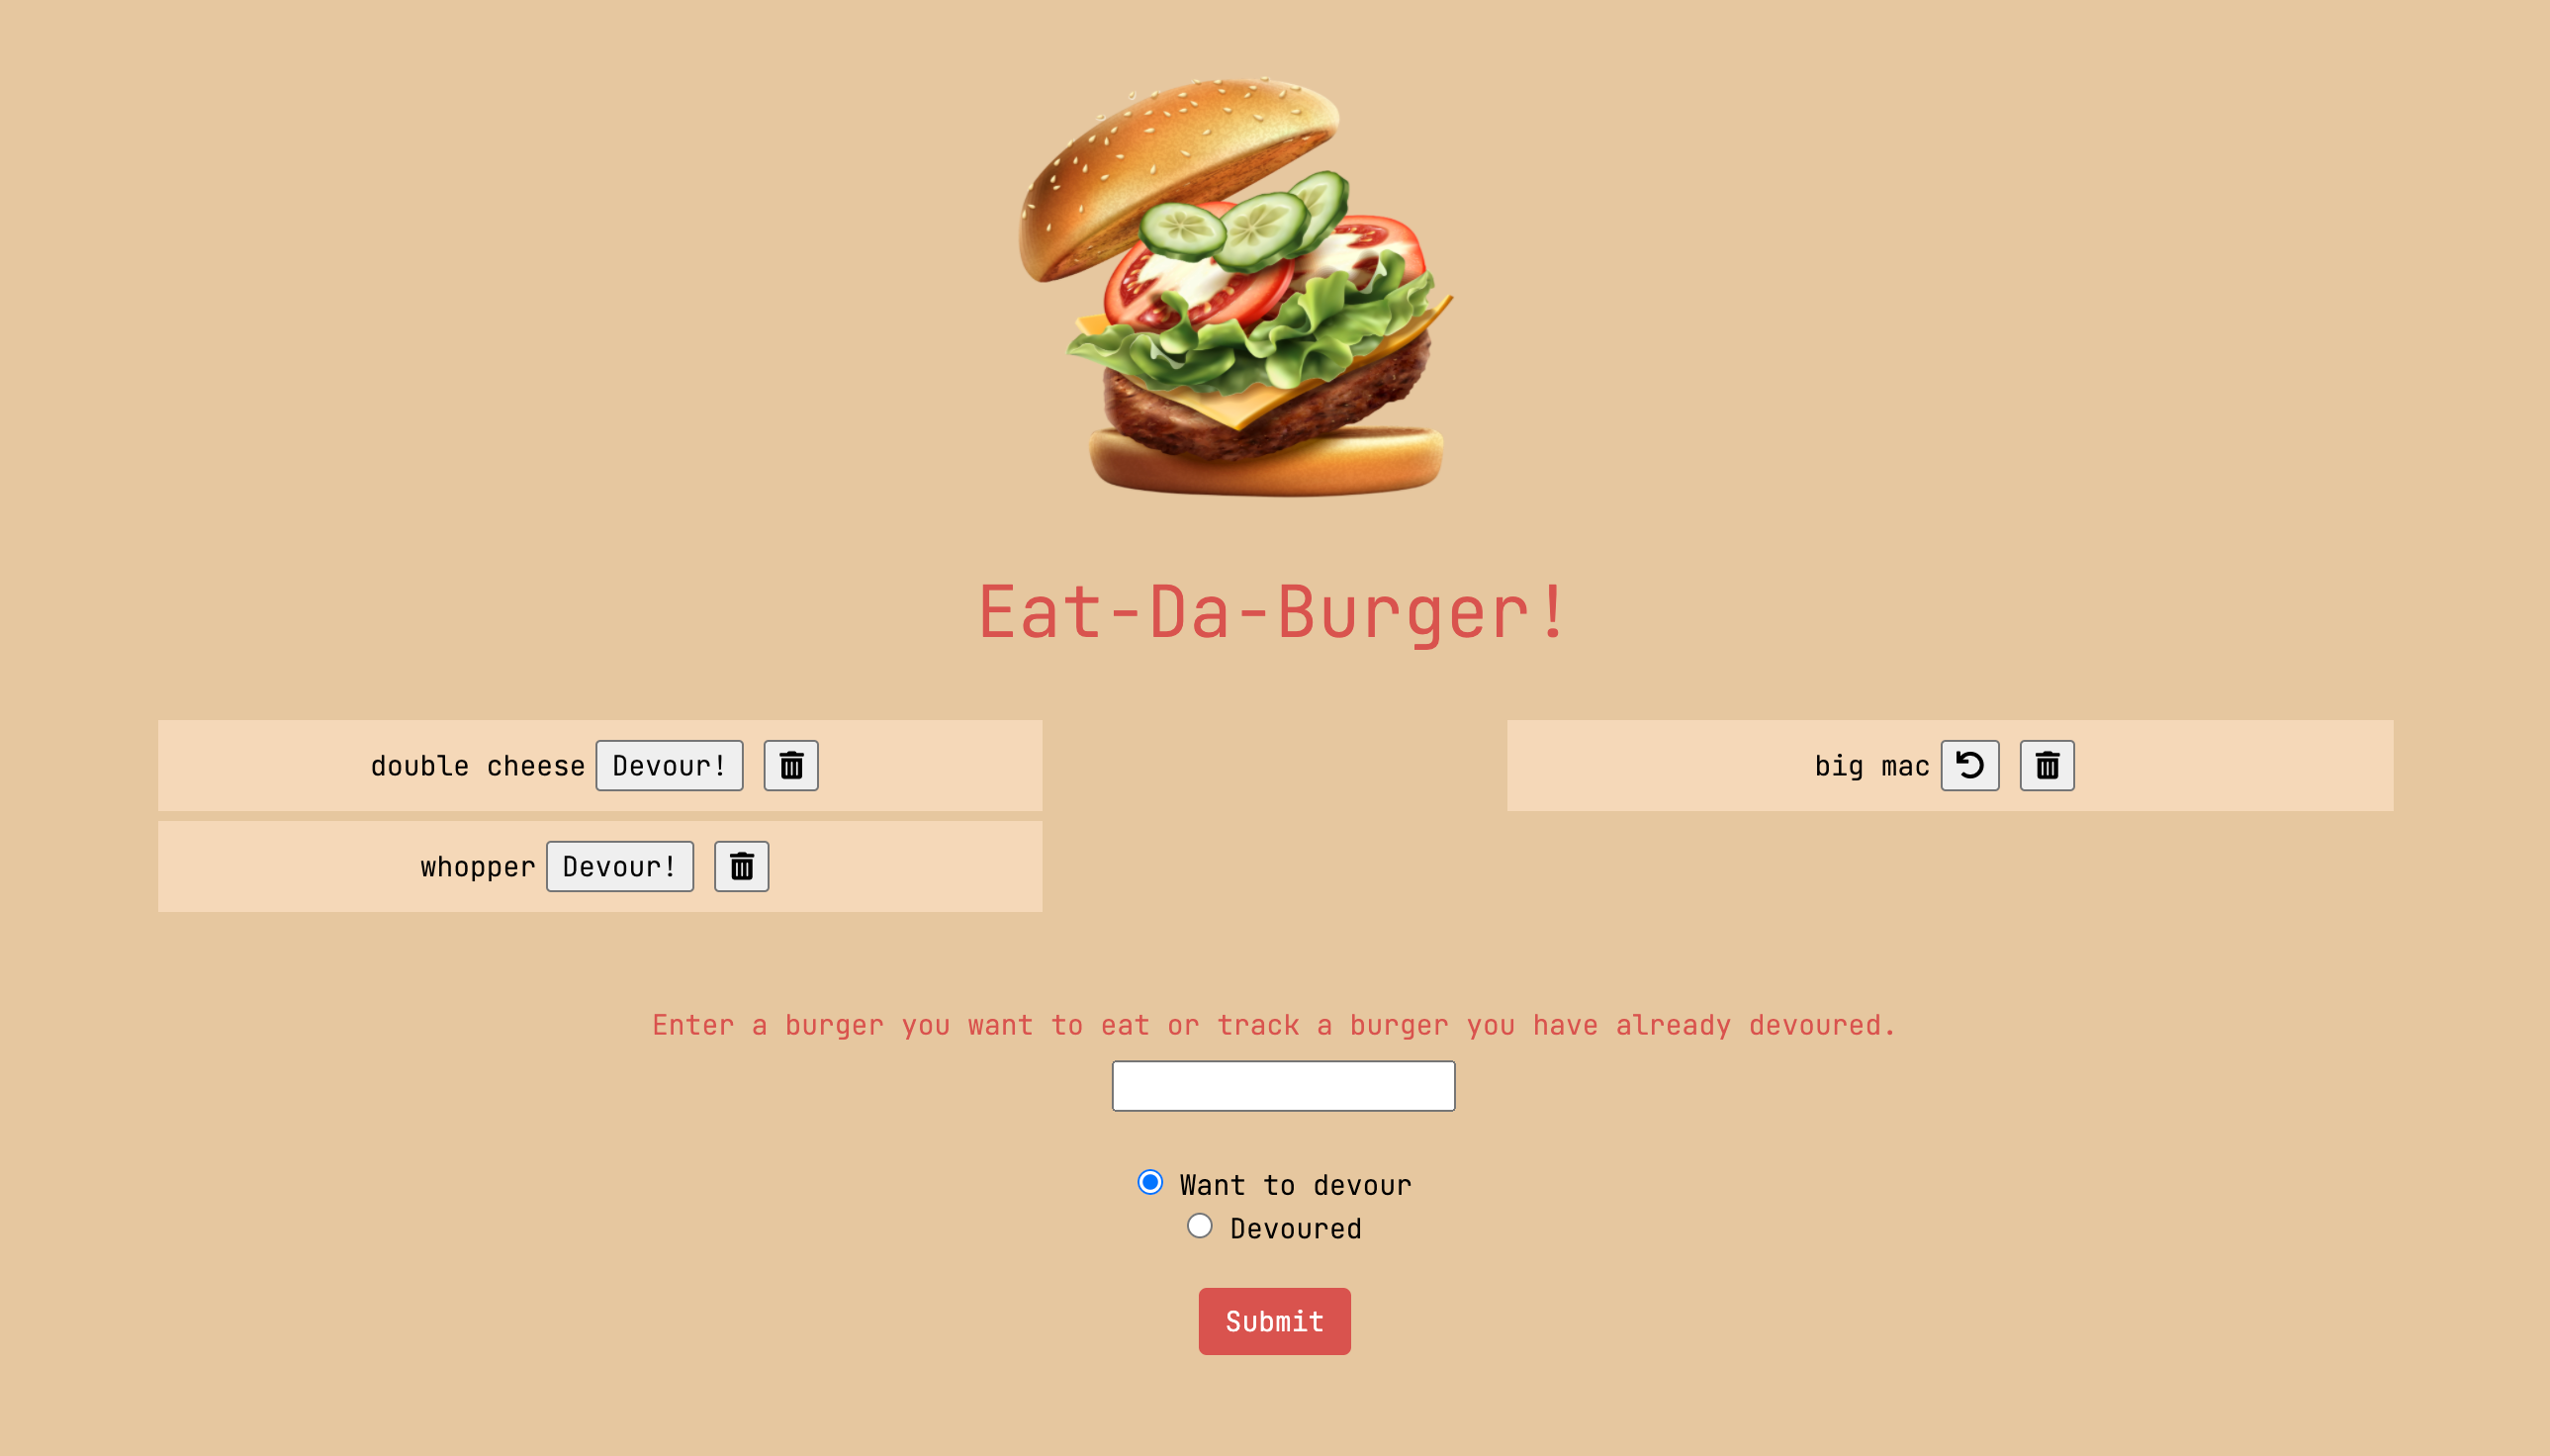 Eat-Da-Burger!
double cheese Devour!
big mac
whopper Devour!
Enter a burger you want to eat or track a burger you have already devoured.
Want to devour
Devoured
Submit